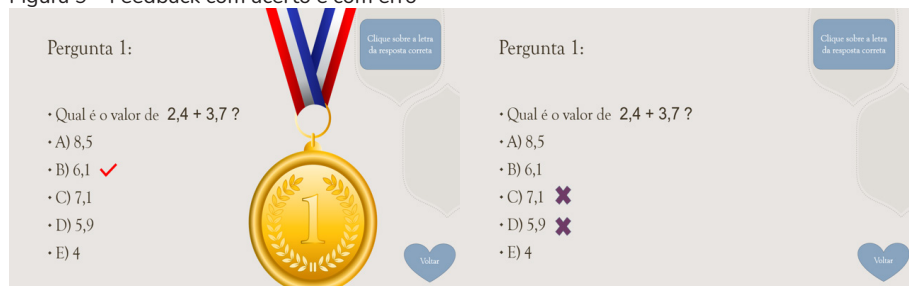 Figura 5 – Feedback com acerto e com erro
Pergunta 1:
Clique sobre a letra
da resposta correta
• Qual é o valor de 2,4 + 3,7 ?
• A) 8,5
• B) 6,1
• C) 7,1
• D) 5,9
• E) 4
1
Voltar
Pergunta 1:
Clique sobre a letra
da resposta correta
• Qual é o valor de 2,4 + 3,7 ?
• A) 8,5
• B) 6,1
• C) 7,1
• D) 5,9
• E) 4
Voltar